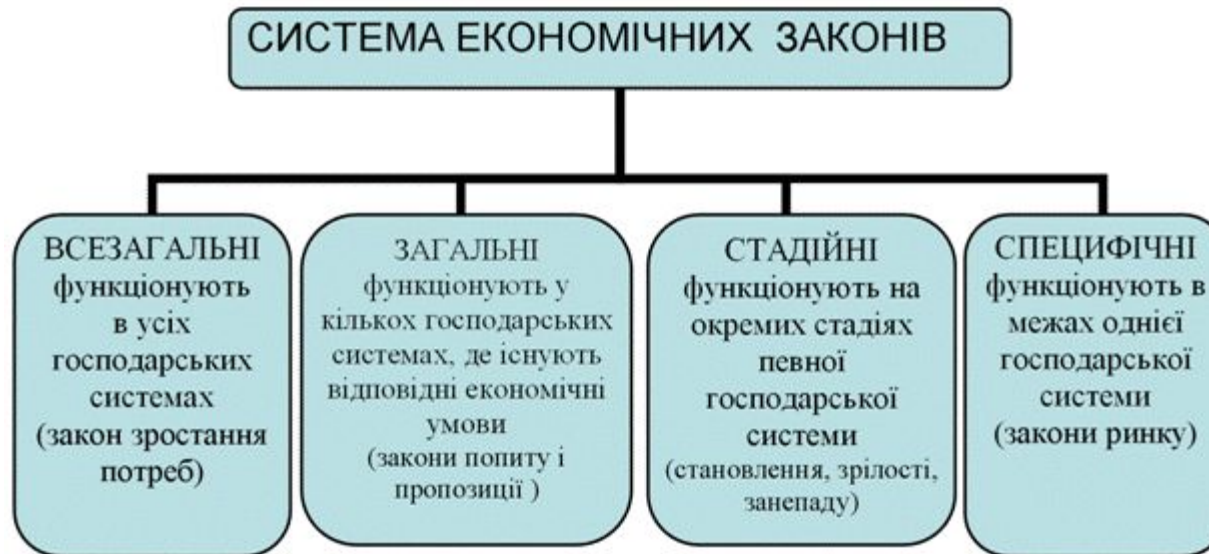 СИСТЕМА ЕКОНОМІЧНИХ ЗАКОНІВ
ВСЕЗАГАЛЬНІ
функціонують
в усіх
господарських
системах
(закон зростання
потреб)
ЗАГАЛЬНІ
функціонують у
кількох господарських
системах, де існують
відповідні економічні
умови
(закони попиту і
пропозиції )
СТАДІЙНІ
функціонують на
окремих стадіях
певної
господарської
системи
(становлення, зрілості,
занепаду)
СПЕЦИФІЧНІ
функціонують в
межах однієї
господарської
системи
(закони ринку)